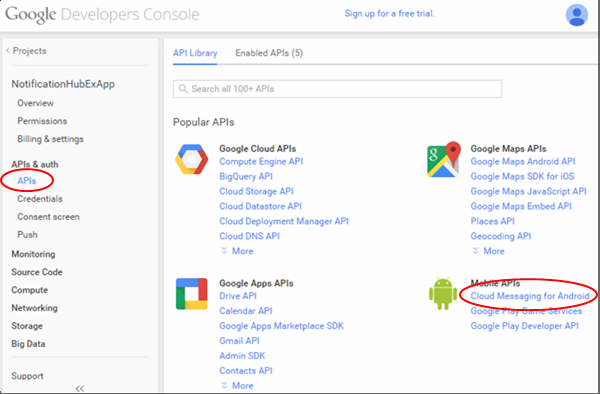 Google Developers Console
Sign up for a free trial.
Projects
NotificationHubExApp
Overview
Permissions
Billing & settings
APIs & auth
APIs
Credentials
Consent screen
Push
Monitoring
Source Code
Compute
Networking
Storage
Big Data
Support
API Library Enabled APIs (5)
Search all 100+ APIs
Popular APIs
Google Cloud APIs
Compute Engine API
BigQuery API
Cloud Storage API
Cloud Datastore API
Cloud Deployment Manager API
Cloud DNS API
More
Google Maps APIs
Google Maps Android API
Google Maps SDK for iOS
Google Maps JavaScript API
Google Maps Embed API
Places API
Geocoding API
More
Google Apps APIs
Drive API
Calendar API
Google Apps Marketplace SDK
Gmail API
Admin SDK
Contacts API
More
Mobile APIs
Cloud Messaging for Android
Google Play Game Services
Google Play Developer API